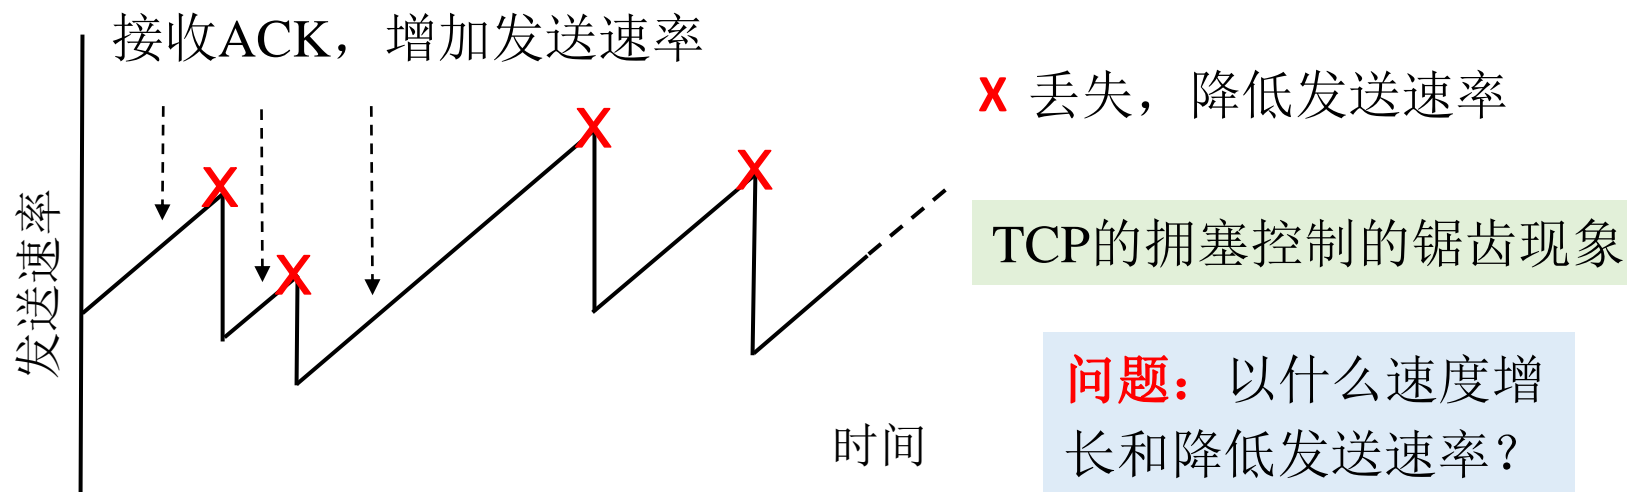 接收ACK，增加发送速率
X
X
X
X
发送速率
时间
X 丢失，降低发送速率
TCP的拥塞控制的锯齿现象
问题：以什么速度增
长和降低发送速率？